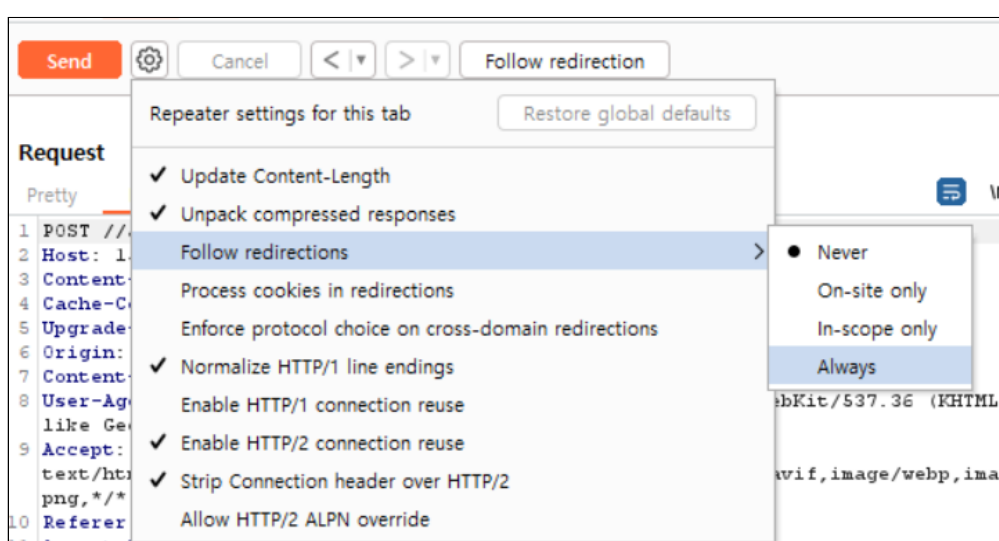 Send Cancel < > Follow redirection
Repeater settings for this tab Restore global defaults
Request
Pretty
Update Content-Length
Unpack compressed responses
Follow redirections >
Never
On-site only
In-scope only
Always
Process cookies in redirections
Enforce protocol choice on cross-domain redirections
Normalize HTTP/1 line endings
Enable HTTP/1 connection reuse
Enable HTTP/2 connection reuse
Strip Connection header over HTTP/2
Allow HTTP/2 ALPN override
1 POST //
2 Host: 1
3 Content-
4 Cache-C
5 Upgrade-
6 Origin:
7 Content-
8 User-Ag bKit/537.36 (KHTML
like Ge
9 Accept:
text/ht vif,image/webp,ima
png,*/*
10 Referer